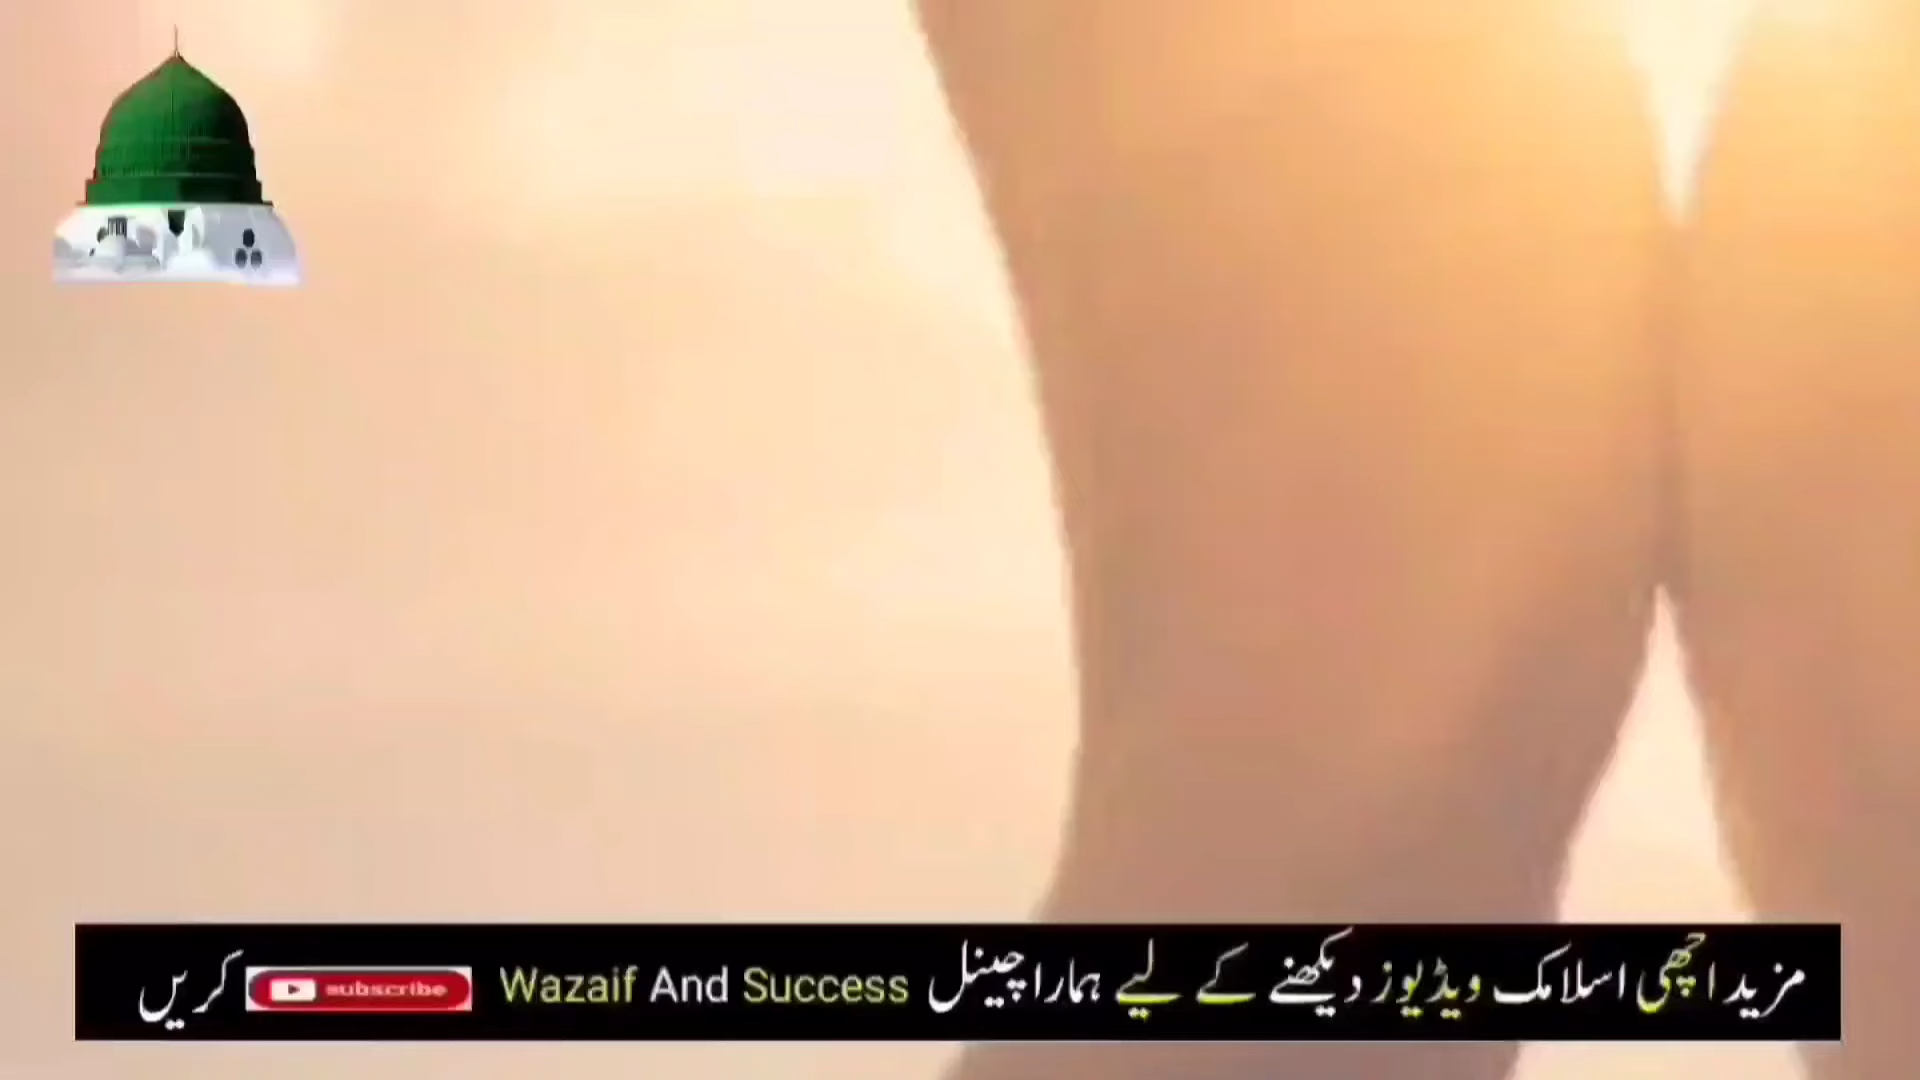 مزید اچھی اسلامک ویڈیوز دیکھنے کے لیے ہمارا چینل Wazaif And Success subscribe کریں